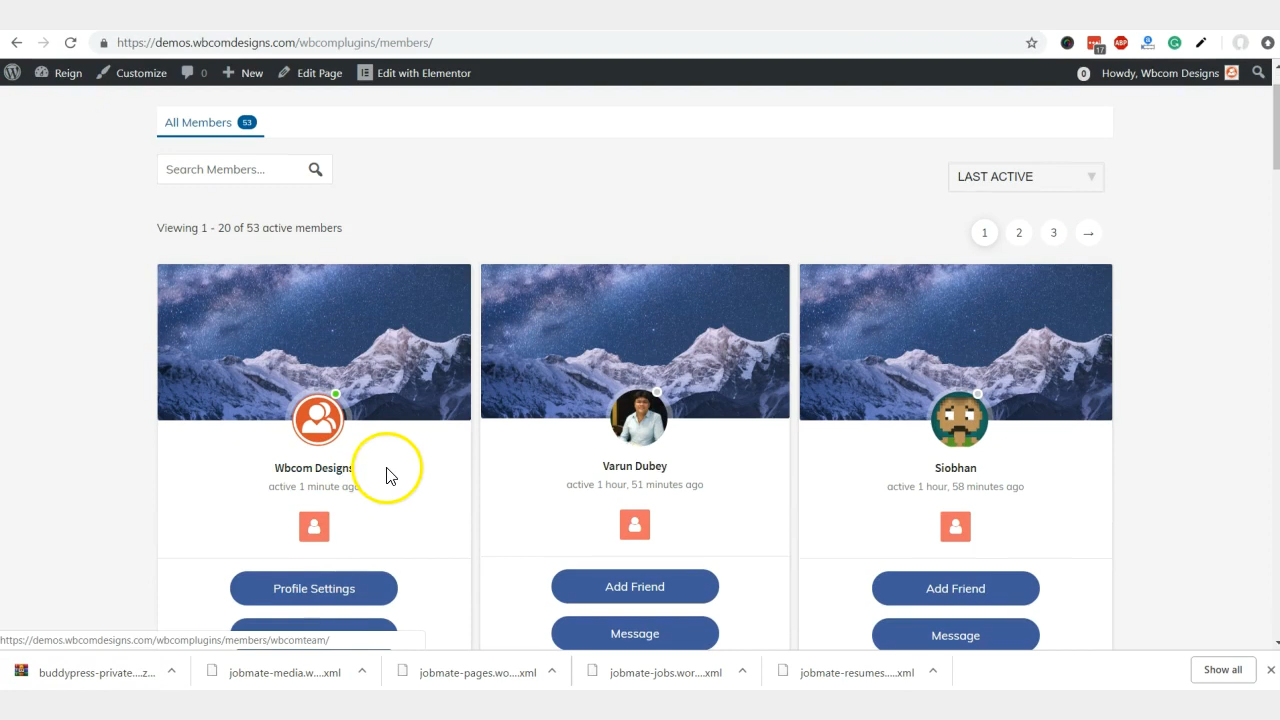 https://demos.wbcomdesigns.com/wbcomplugins/members/
17
ABP
Reign
Customize
0
New
Edit Page
Edit with Elementor
0
Howdy, Wbcom Designs
All Members 53
Search Members...
LAST ACTIVE
Viewing 1 - 20 of 53 active members
1 2 3 →
Wbcom Designs
active 1 minute ago
Profile Settings
Varun Dubey
active 1 hour, 51 minutes ago
Add Friend
Message
Siobhan
active 1 hour, 58 minutes ago
Add Friend
Message
https://demos.wbcomdesigns.com/wbcomplugins/members/wbcomteam/
buddypress-private....z...
jobmate-media.w....xml
jobmate-pages.wo....xml
jobmate-jobs.wor....xml
jobmate-resumes.....xml
Show all